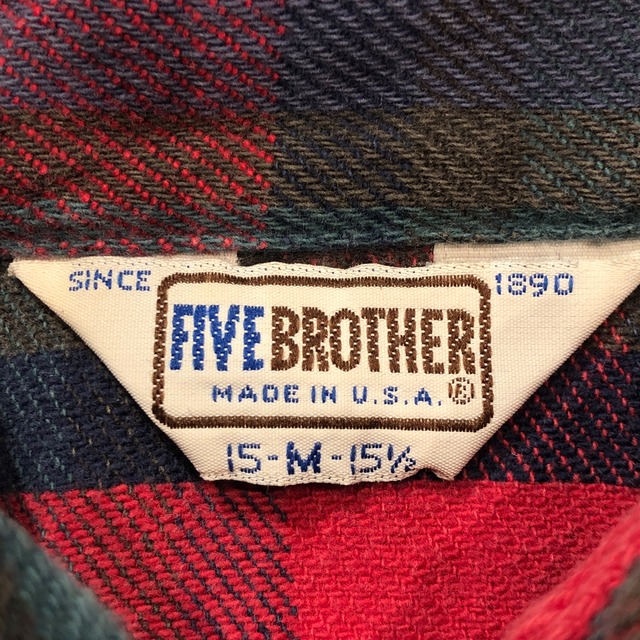 SINCE 1890
FIVE BROTHER
MADE IN U.S.A. ®
15-M-15½